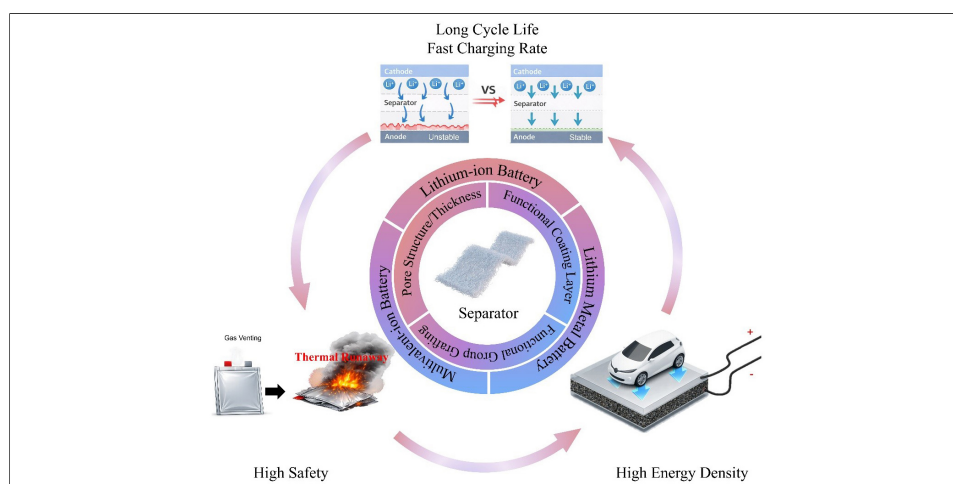 Long Cycle Life
Fast Charging Rate
Cathode
Li⁺ Li⁺ Li⁺ Li⁺
Separator
Anode Unstable
VS
Cathode
Li⁺ Li⁺ Li⁺ Li⁺
Separator
Anode Stable
Lithium-ion Battery
Lithium Metal Battery
Multivalent-ion Battery
Pore Structure/Thickness
Functional Coating Layer
Functional Group Grafting
Separator
Gas Venting
Thermal Runaway
+
-
High Safety
High Energy Density